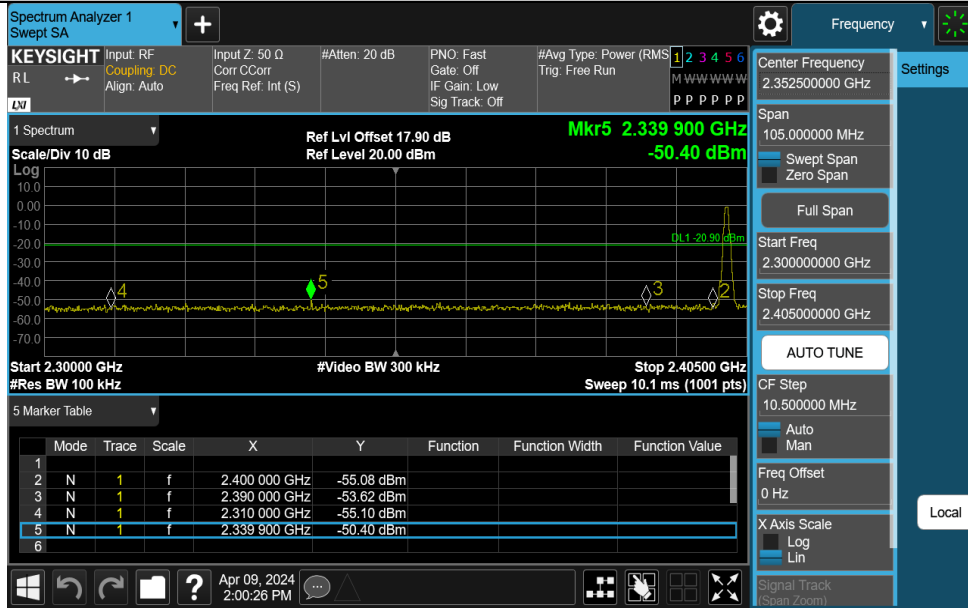 Spectrum Analyzer 1
Swept SA
Frequency
KEYSIGHT
RL
LXI
Input: RF
Coupling: DC
Align: Auto
Input Z: 50 Ω
Corr CCorr
Freq Ref: Int (S)
#Atten: 20 dB
PNO: Fast
Gate: Off
IF Gain: Low
Sig Track: Off
#Avg Type: Power (RMS
Trig: Free Run
1 2 3 4 5 6
M W W W W W
P P P P P P
1 Spectrum
Scale/Div 10 dB
Ref Lvl Offset 17.90 dB
Ref Level 20.00 dBm
Mkr5 2.339 900 GHz
-50.40 dBm
Log
10.0
0.00
-10.0
-20.0
-30.0
-40.0
-50.0
-60.0
-70.0
DL1 -20.90 dBm
4
5
3
2
Start 2.30000 GHz
#Res BW 100 kHz
#Video BW 300 kHz
Stop 2.40500 GHz
Sweep 10.1 ms (1001 pts)
5 Marker Table
Mode Trace Scale X Y Function Function Width Function Value
1
2 N 1 f 2.400 000 GHz -55.08 dBm
3 N 1 f 2.390 000 GHz -53.62 dBm
4 N 1 f 2.310 000 GHz -55.10 dBm
5 N 1 f 2.339 900 GHz -50.40 dBm
6
?
Apr 09, 2024
2:00:26 PM
Center Frequency
2.352500000 GHz
Span
105.000000 MHz
Swept Span
Zero Span
Full Span
Start Freq
2.300000000 GHz
Stop Freq
2.405000000 GHz
AUTO TUNE
CF Step
10.500000 MHz
Auto
Man
Freq Offset
0 Hz
X Axis Scale
Log
Lin
Signal Track
(Span Zoom)
Settings
Local